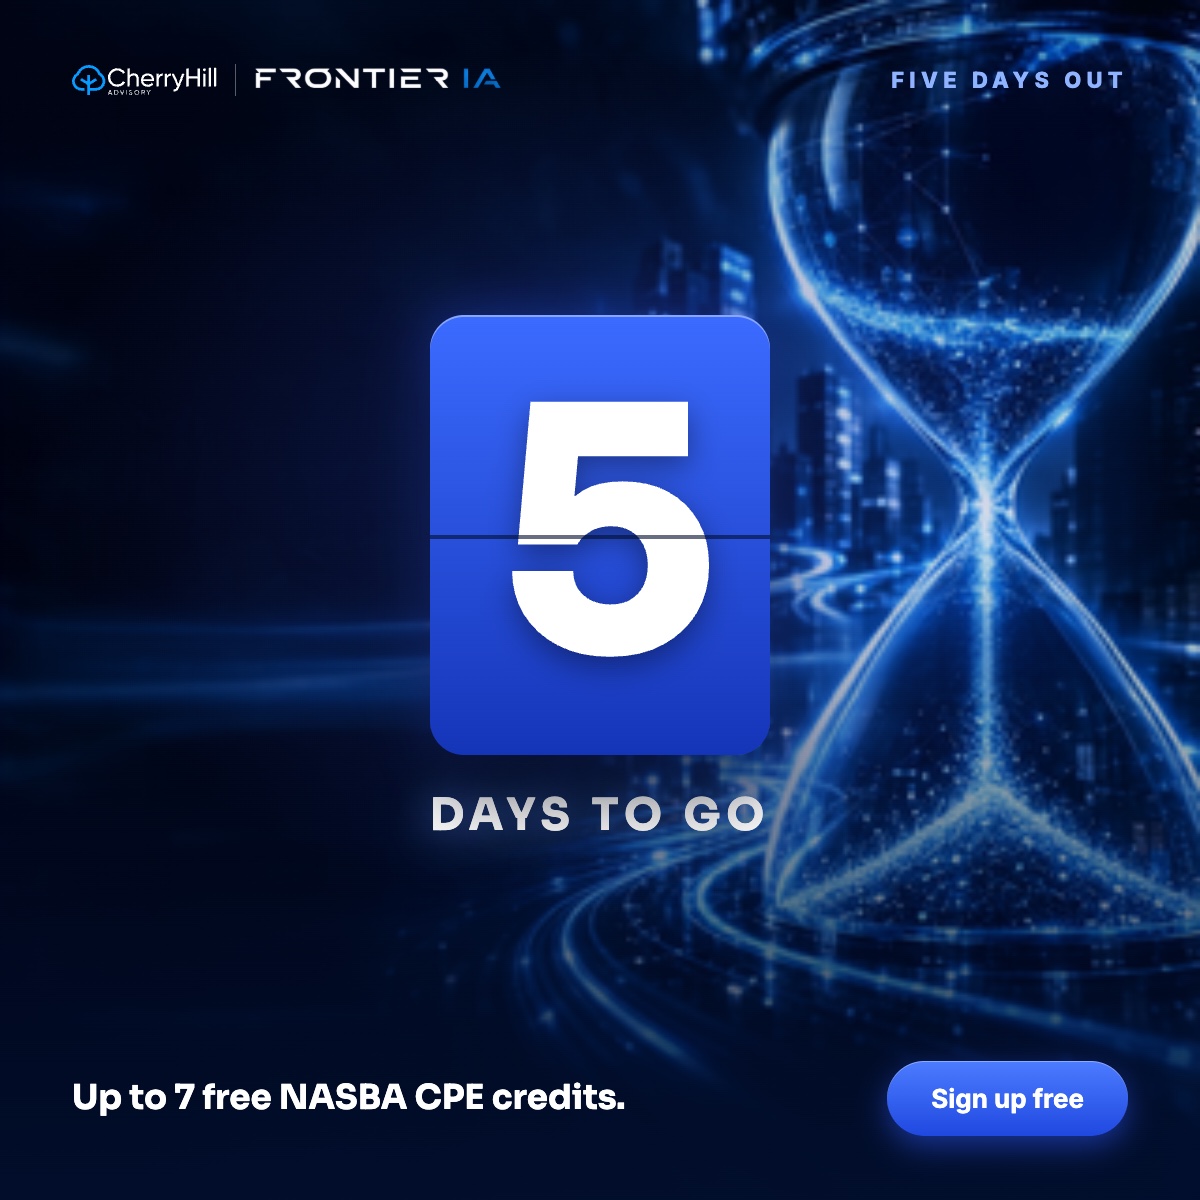 CherryHill
ADVISORY
FRONTIER IA
FIVE DAYS OUT
5
DAYS TO GO
Up to 7 free NASBA CPE credits.
Sign up free